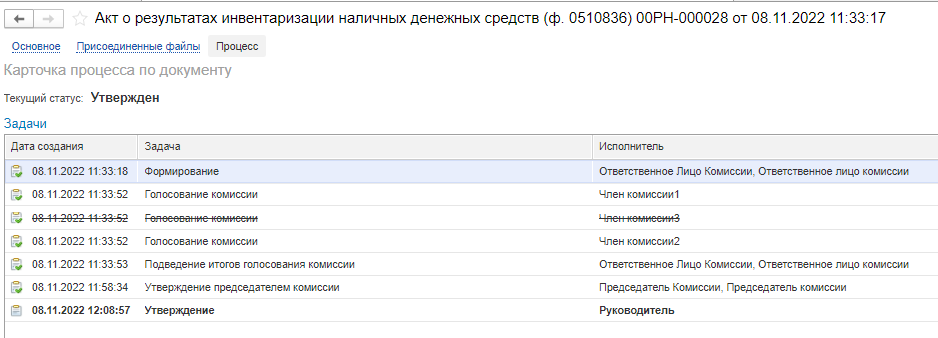 Акт о результатах инвентаризации наличных денежных средств (ф. 0510836) 00РН-000028 от 08.11.2022 11:33:17
Основное Присоединенные файлы Процесс
Карточка процесса по документу
Текущий статус: Утвержден
Задачи
Дата создания Задача Исполнитель
08.11.2022 11:33:18 Формирование Ответственное Лицо Комиссии, Ответственное лицо комиссии
08.11.2022 11:33:52 Голосование комиссии Член комиссии1
08.11.2022 11:33:52 Голосование комиссии Член комиссии3
08.11.2022 11:33:52 Голосование комиссии Член комиссии2
08.11.2022 11:33:53 Подведение итогов голосования комиссии Ответственное Лицо Комиссии, Ответственное лицо комиссии
08.11.2022 11:58:34 Утверждение председателем комиссии Председатель Комиссии, Председатель комиссии
08.11.2022 12:08:57 Утверждение Руководитель